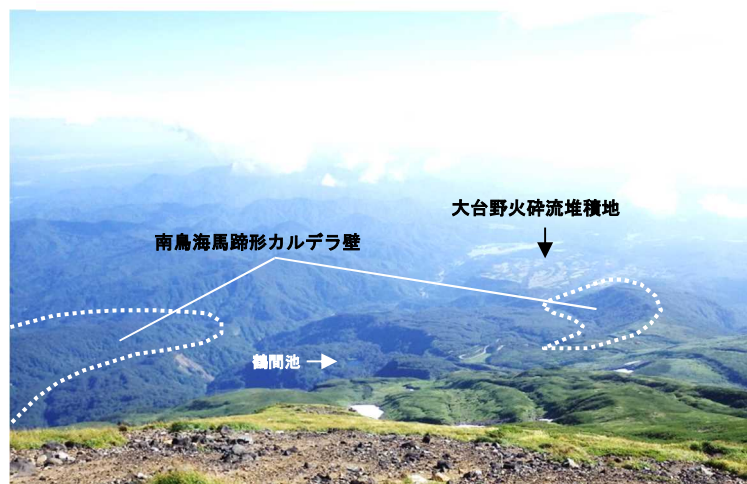 大台野火砕流堆積地
南鳥海馬蹄形カルデラ壁
鶴間池